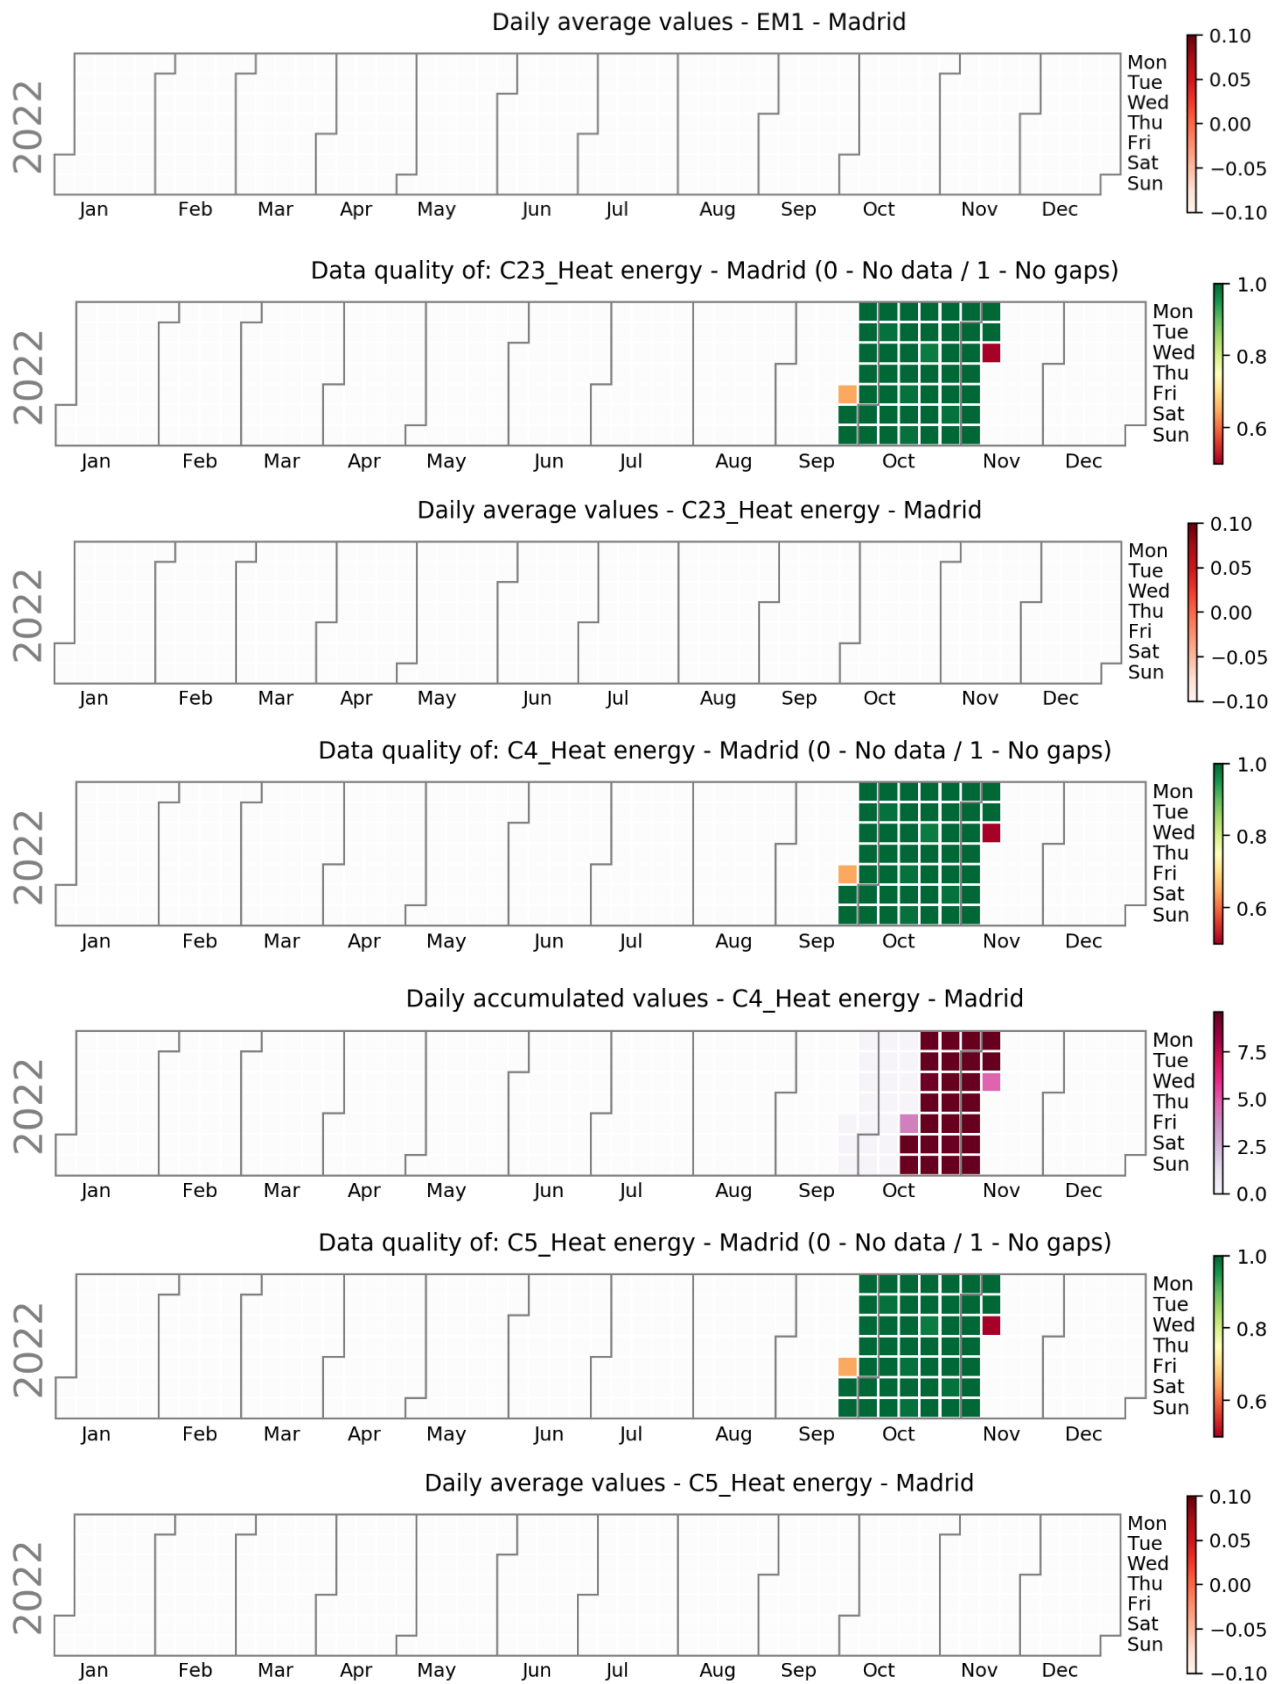 Daily average values - EM1 - Madrid
2022
Mon
Tue
Wed
Thu
Fri
Sat
Sun
Jan Feb Mar Apr May Jun Jul Aug Sep Oct Nov Dec
0.10
0.05
0.00
−0.05
−0.10
Data quality of: C23_Heat energy - Madrid (0 - No data / 1 - No gaps)
2022
Mon
Tue
Wed
Thu
Fri
Sat
Sun
Jan Feb Mar Apr May Jun Jul Aug Sep Oct Nov Dec
1.0
0.8
0.6
Daily average values - C23_Heat energy - Madrid
2022
Mon
Tue
Wed
Thu
Fri
Sat
Sun
Jan Feb Mar Apr May Jun Jul Aug Sep Oct Nov Dec
0.10
0.05
0.00
−0.05
−0.10
Data quality of: C4_Heat energy - Madrid (0 - No data / 1 - No gaps)
2022
Mon
Tue
Wed
Thu
Fri
Sat
Sun
Jan Feb Mar Apr May Jun Jul Aug Sep Oct Nov Dec
1.0
0.8
0.6
Daily accumulated values - C4_Heat energy - Madrid
2022
Mon
Tue
Wed
Thu
Fri
Sat
Sun
Jan Feb Mar Apr May Jun Jul Aug Sep Oct Nov Dec
7.5
5.0
2.5
0.0
Data quality of: C5_Heat energy - Madrid (0 - No data / 1 - No gaps)
2022
Mon
Tue
Wed
Thu
Fri
Sat
Sun
Jan Feb Mar Apr May Jun Jul Aug Sep Oct Nov Dec
1.0
0.8
0.6
Daily average values - C5_Heat energy - Madrid
2022
Mon
Tue
Wed
Thu
Fri
Sat
Sun
Jan Feb Mar Apr May Jun Jul Aug Sep Oct Nov Dec
0.10
0.05
0.00
−0.05
−0.10